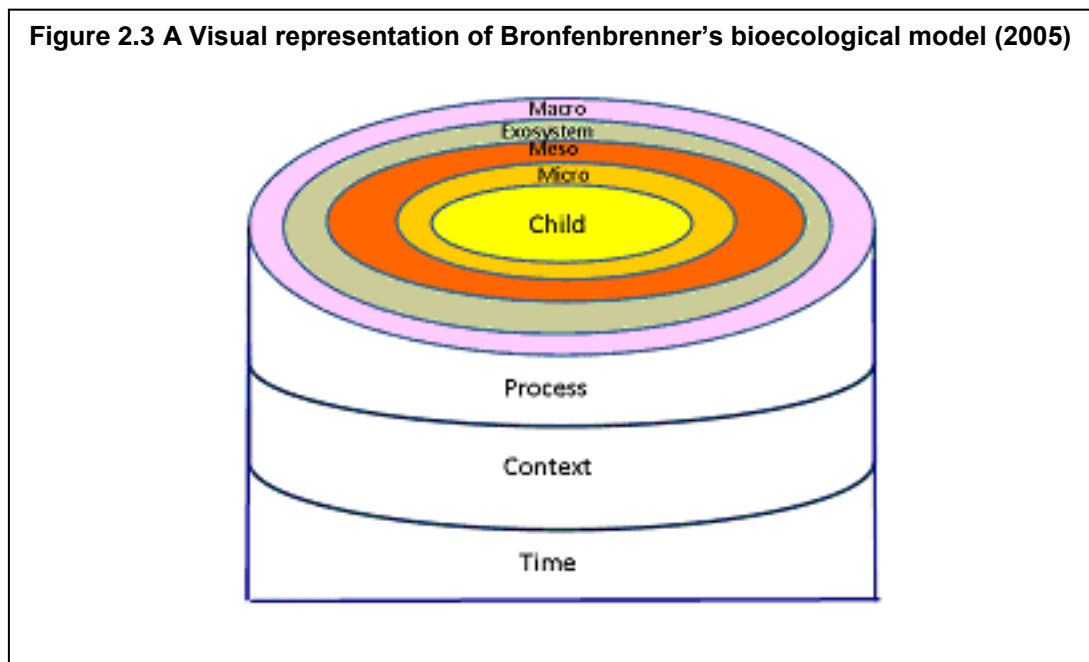 Figure 2.3 A Visual representation of Bronfenbrenner’s bioecological model (2005)
Macro
Exosystem
Meso
Micro
Child
Process
Context
Time